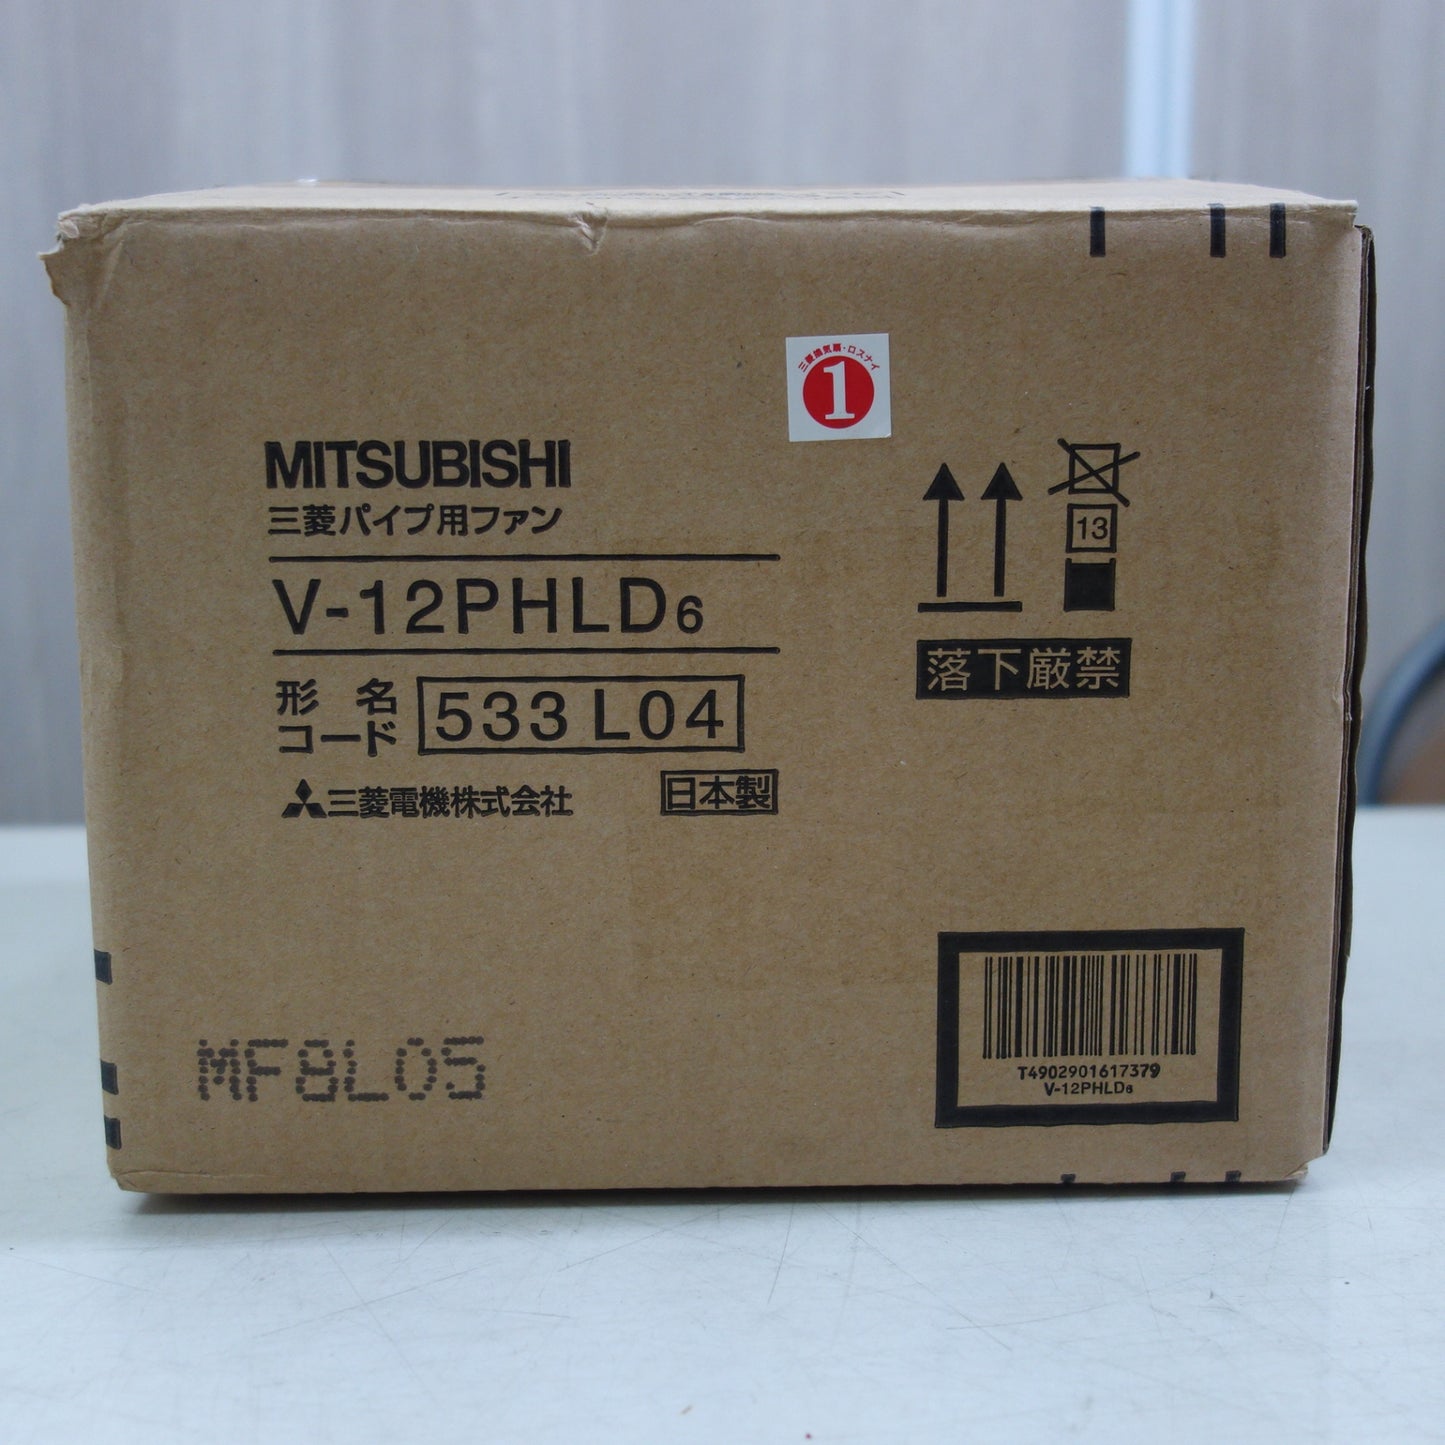 三菱換気扇・ロスナイ
1
MITSUBISHI
三菱パイプ用ファン
V-12PHLD6
形名
コード
533 L04
三菱電機株式会社
日本製
13
落下厳禁
MF8L05
T4902901617379
V-12PHLD6